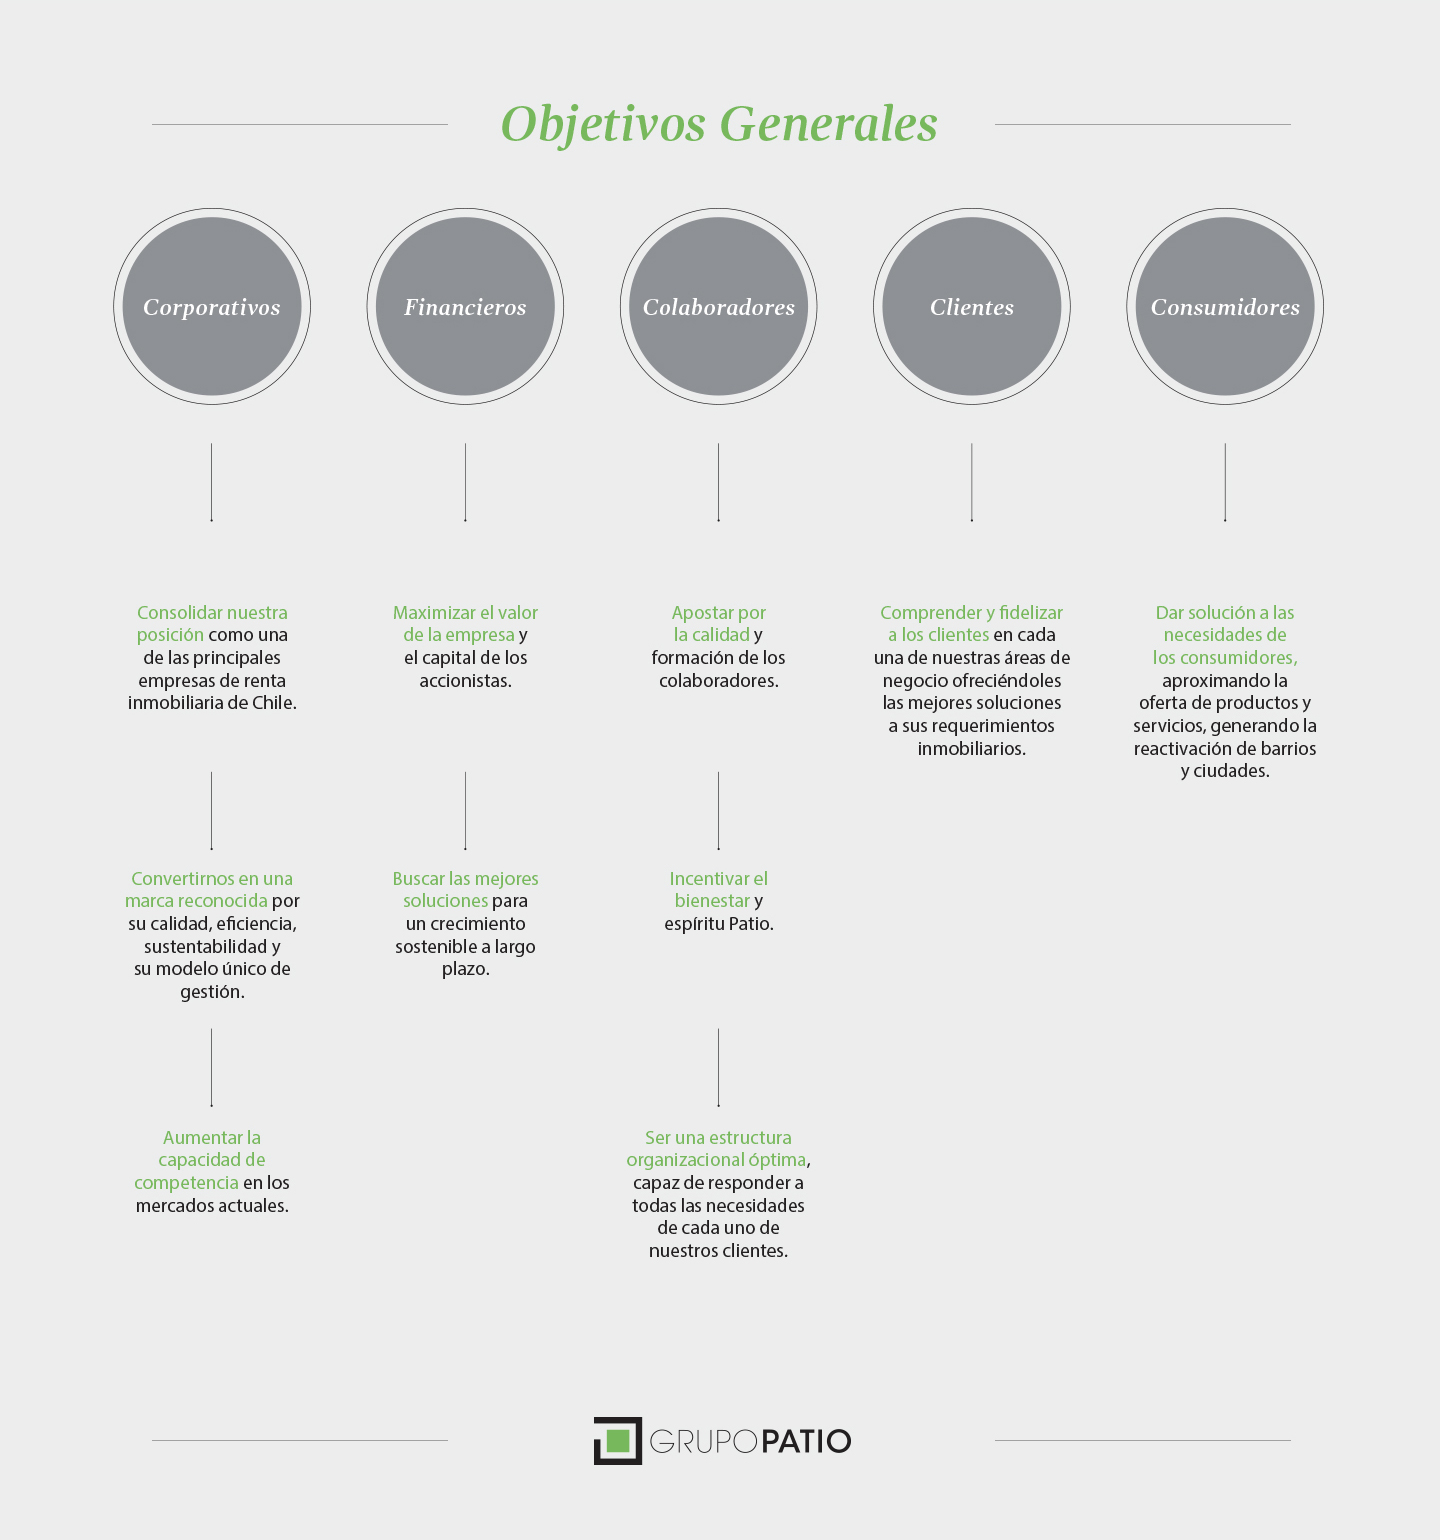 Objetivos Generales
Corporativos
Financieros
Colaboradores
Clientes
Consumidores
Consolidar nuestra
posición como una
de las principales
empresas de renta
inmobiliaria de Chile.
Convertirnos en una
marca reconocida por
su calidad, eficiencia,
sustentabilidad y
su modelo único de
gestión.
Aumentar la
capacidad de
competencia en los
mercados actuales.
Maximizar el valor
de la empresa y
el capital de los
accionistas.
Buscar las mejores
soluciones para
un crecimiento
sostenible a largo
plazo.
Apostar por
la calidad y
formación de los
colaboradores.
Incentivar el
bienestar y
espíritu Patio.
Ser una estructura
organizacional óptima,
capaz de responder a
todas las necesidades
de cada uno de
nuestros clientes.
Comprender y fidelizar
a los clientes en cada
una de nuestras áreas de
negocio ofreciéndoles
las mejores soluciones
a sus requerimientos
inmobiliarios.
Dar solución a las
necesidades de
los consumidores,
aproximando la
oferta de productos y
servicios, generando la
reactivación de barrios
y ciudades.
GRUPOPATIO